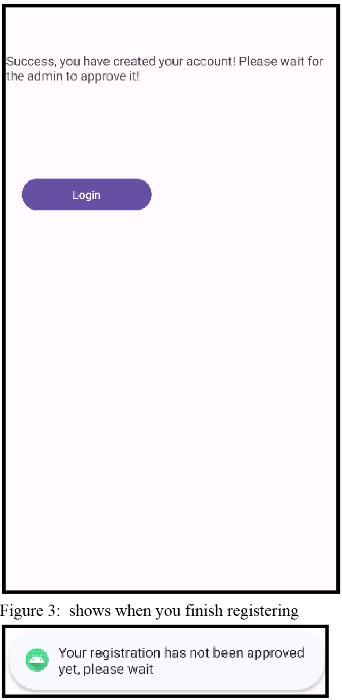 Success, you have created your account! Please wait for
the admin to approve it!
Login
Figure 3:  shows when you finish registering
Your registration has not been approved
yet, please wait